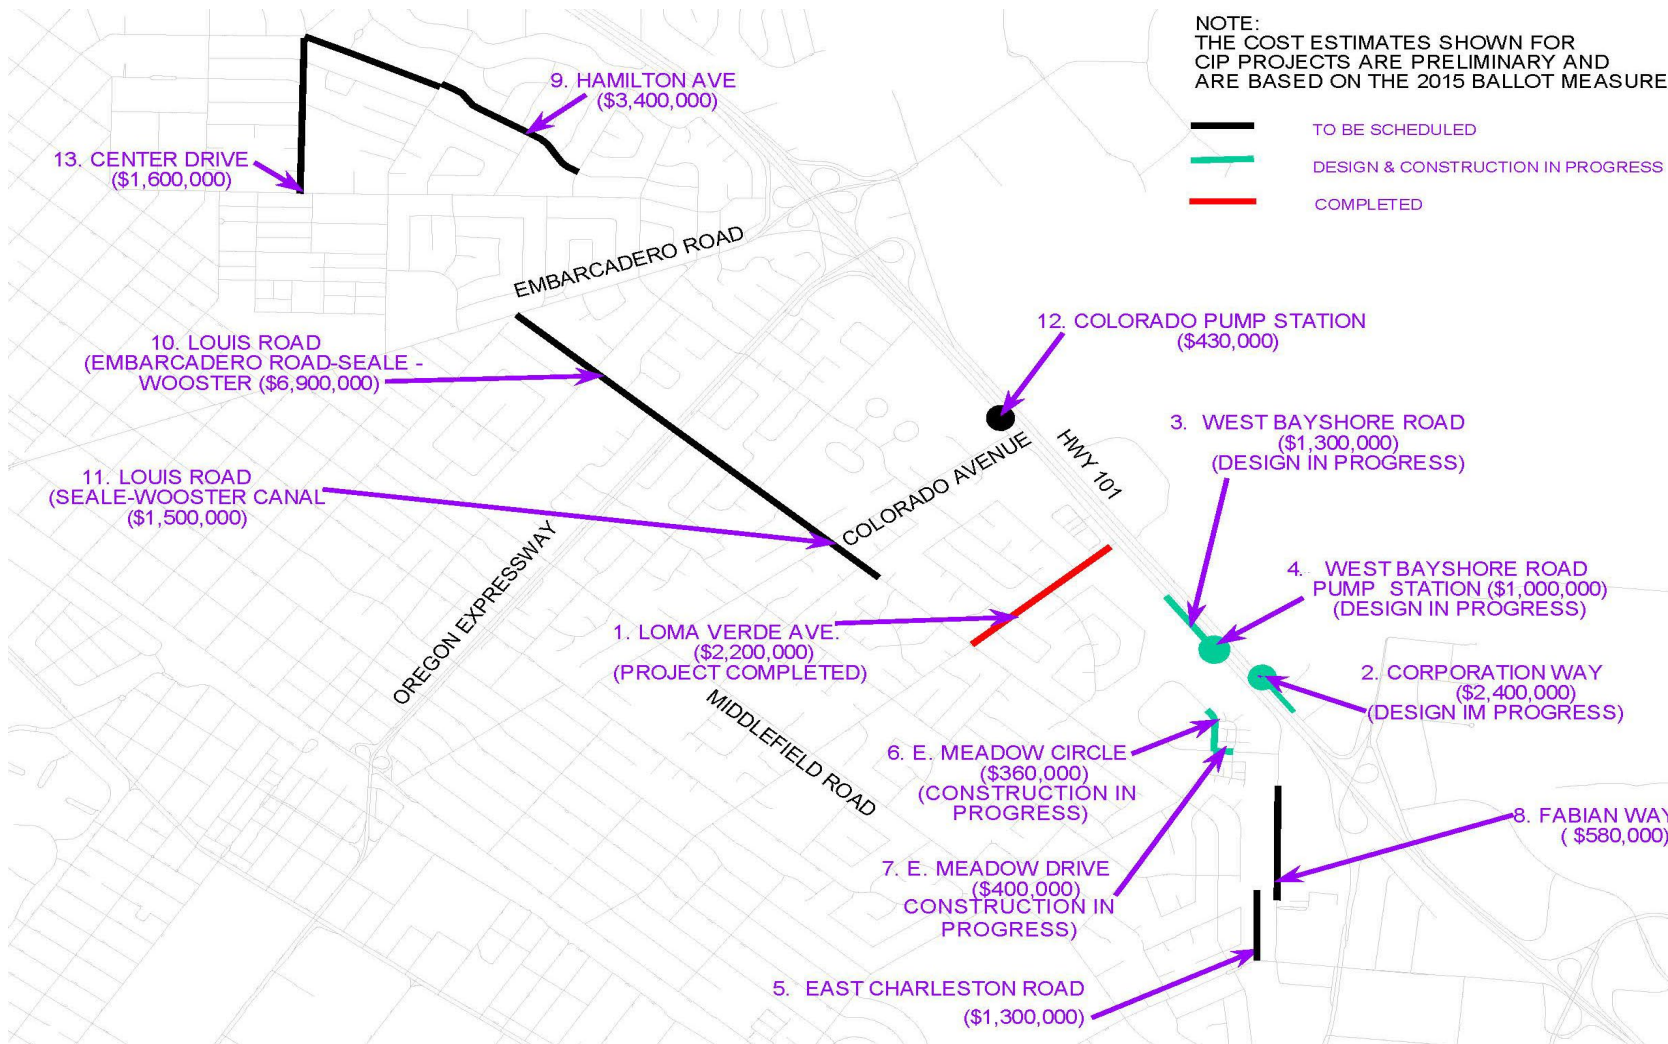 NOTE:
THE COST ESTIMATES SHOWN FOR
CIP PROJECTS ARE PRELIMINARY AND
ARE BASED ON THE 2015 BALLOT MEASURE
TO BE SCHEDULED
DESIGN & CONSTRUCTION IN PROGRESS
COMPLETED
9. HAMILTON AVE
($3,400,000)
13. CENTER DRIVE
($1,600,000)
EMBARCADERO ROAD
10. LOUIS ROAD
(EMBARCADERO ROAD-SEALE -
WOOSTER ($6,900,000)
12. COLORADO PUMP STATION
($430,000)
11. LOUIS ROAD
(SEALE-WOOSTER CANAL
($1,500,000)
COLORADO AVENUE
HWY 101
3. WEST BAYSHORE ROAD
($1,300,000)
(DESIGN IN PROGRESS)
OREGON EXPRESSWAY
4. WEST BAYSHORE ROAD
PUMP STATION ($1,000,000)
(DESIGN IN PROGRESS)
1. LOMA VERDE AVE.
($2,200,000)
(PROJECT COMPLETED)
2. CORPORATION WAY
($2,400,000)
(DESIGN IM PROGRESS)
MIDDLEFIELD ROAD
6. E. MEADOW CIRCLE
($360,000)
(CONSTRUCTION IN
PROGRESS)
8. FABIAN WAY
( $580,000)
7. E. MEADOW DRIVE
($400,000)
CONSTRUCTION IN
PROGRESS)
5. EAST CHARLESTON ROAD
($1,300,000)